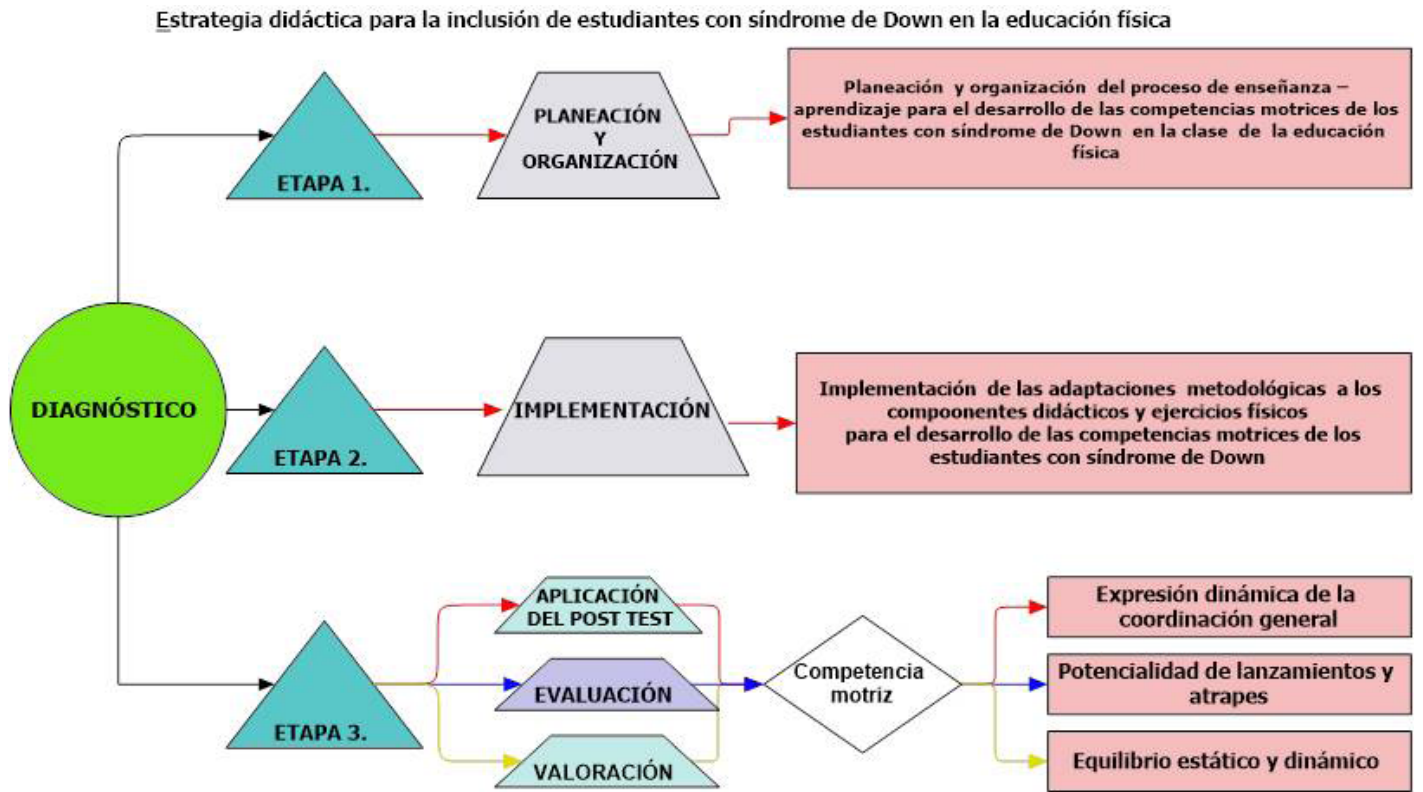 Estrategia didáctica para la inclusión de estudiantes con síndrome de Down en la educación física
ETAPA 1.
PLANEACIÓN
Y
ORGANIZACIÓN
Planeación y organización del proceso de enseñanza –
aprendizaje para el desarrollo de las competencias motrices de los
estudiantes con síndrome de Down en la clase de la educación
física
DIAGNÓSTICO
ETAPA 2.
IMPLEMENTACIÓN
Implementación de las adaptaciones metodológicas a los
compoonentes didácticos y ejercicios físicos
para el desarrollo de las competencias motrices de los
estudiantes con síndrome de Down
ETAPA 3.
APLICACIÓN
DEL POST TEST
EVALUACIÓN
VALORACIÓN
Competencia
motriz
Expresión dinámica de la
coordinación general
Potencialidad de lanzamientos y
atrapes
Equilibrio estático y dinámico